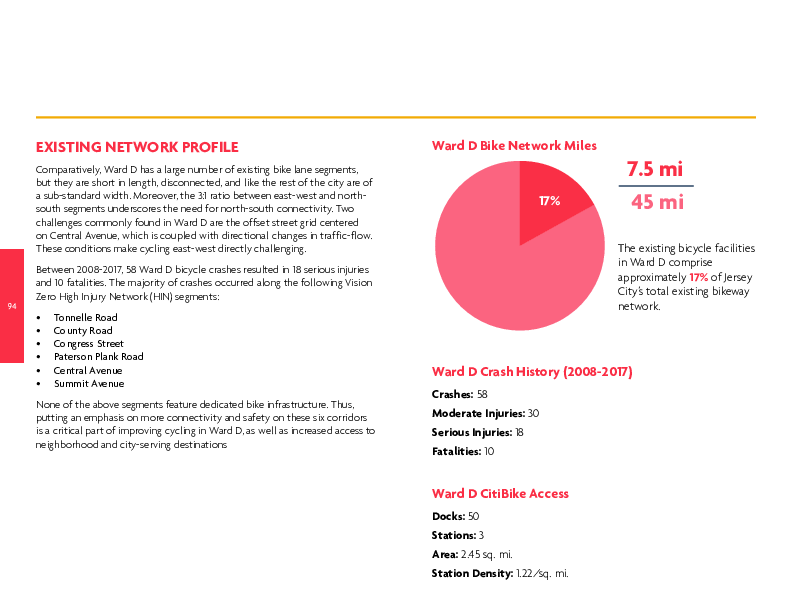 EXISTING NETWORK PROFILE
Comparatively, Ward D has a large number of existing bike lane segments,
but they are short in length, disconnected, and like the rest of the city are of
a sub-standard width. Moreover, the 3:1 ratio between east-west and north-
south segments underscores the need for north-south connectivity. Two
challenges commonly found in Ward D are the offset street grid centered
on Central Avenue, which is coupled with directional changes in traffic-flow.
These conditions make cycling east-west directly challenging.
Between 2008-2017, 58 Ward D bicycle crashes resulted in 18 serious injuries
and 10 fatalities. The majority of crashes occurred along the following Vision
Zero High Injury Network (HIN) segments:
• Tonnelle Road
• County Road
• Congress Street
• Paterson Plank Road
• Central Avenue
• Summit Avenue
None of the above segments feature dedicated bike infrastructure. Thus,
putting an emphasis on more connectivity and safety on these six corridors
is a critical part of improving cycling in Ward D, as well as increased access to
neighborhood and city-serving destinations
94
Ward D Bike Network Miles
17%
7.5 mi
45 mi
The existing bicycle facilities
in Ward D comprise
approximately 17% of Jersey
City's total existing bikeway
network.
Ward D Crash History (2008-2017)
Crashes: 58
Moderate Injuries: 30
Serious Injuries: 18
Fatalities: 10
Ward D CitiBike Access
Docks: 50
Stations: 3
Area: 2.45 sq. mi.
Station Density: 1.22/sq. mi.